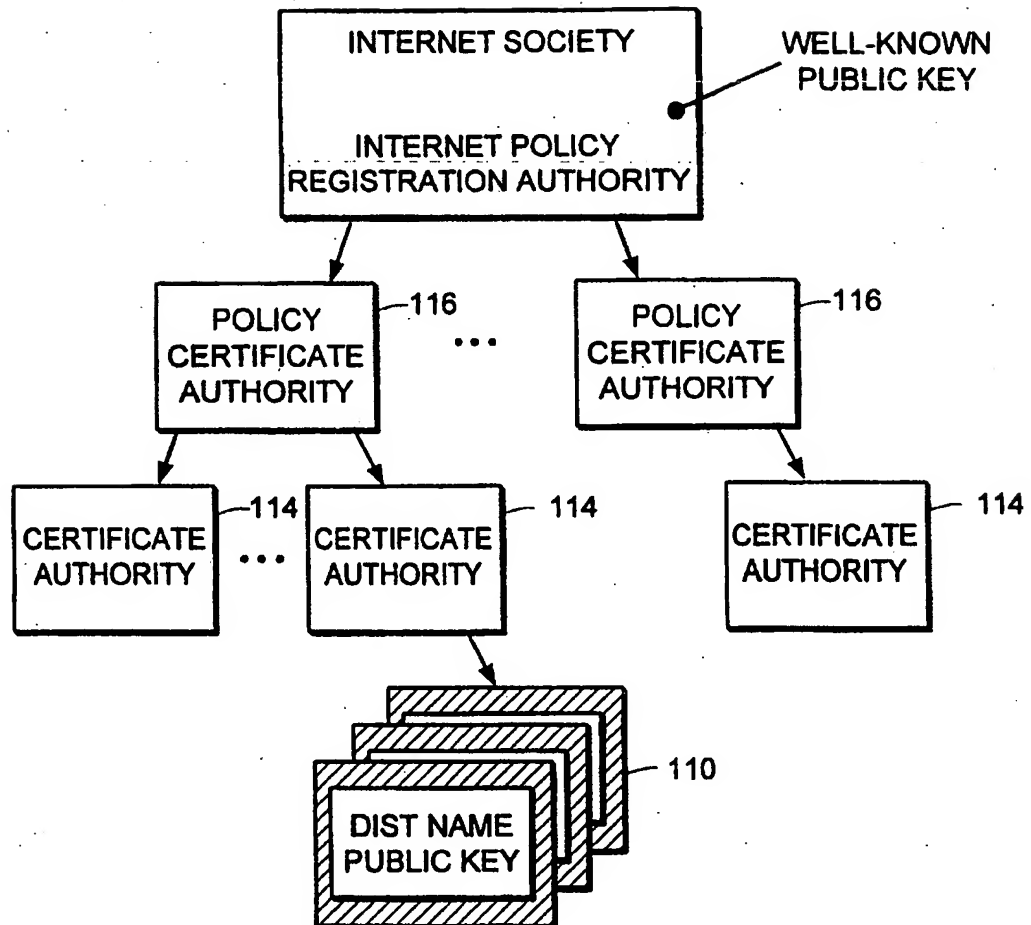 INTERNET SOCIETY
WELL-KNOWN
PUBLIC KEY
INTERNET POLICY
REGISTRATION AUTHORITY
POLICY
CERTIFICATE
AUTHORITY
116
...
POLICY
CERTIFICATE
AUTHORITY
116
CERTIFICATE
AUTHORITY
114
...
CERTIFICATE
AUTHORITY
114
CERTIFICATE
AUTHORITY
114
DIST NAME
PUBLIC KEY
110